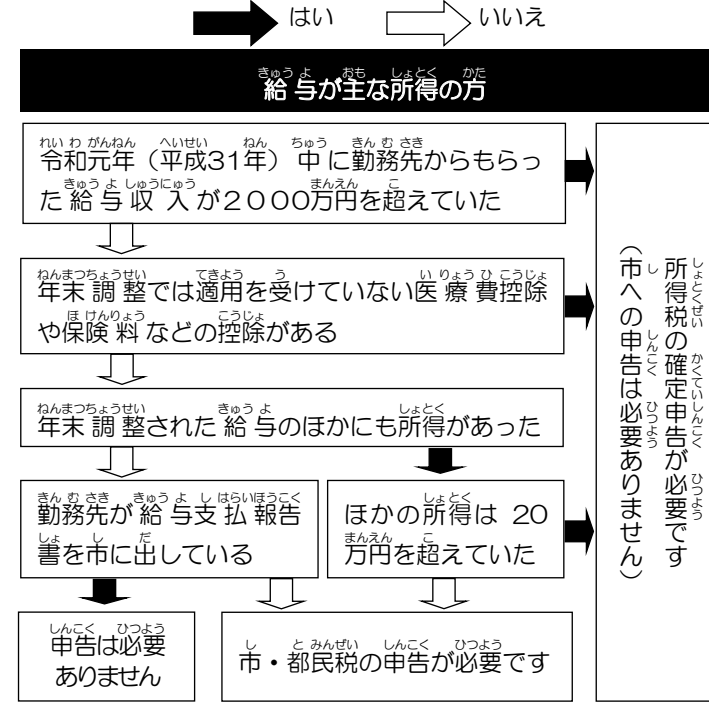 はい いいえ
給与が主な所得の方
令和元年（平成31年）中に勤務先からもらっ
た給与収入が２０００万円を超えていた
年末調整では適用を受けていない医療費控除
や保険料などの控除がある
年末調整された給与のほかにも所得があった
勤務先が給与支払報告
書を市に出している
ほかの所得は 20
万円を超えていた
申告は必要
ありません
市・都民税の申告が必要です
所得税の確定申告が必要です
（市への申告は必要ありません）